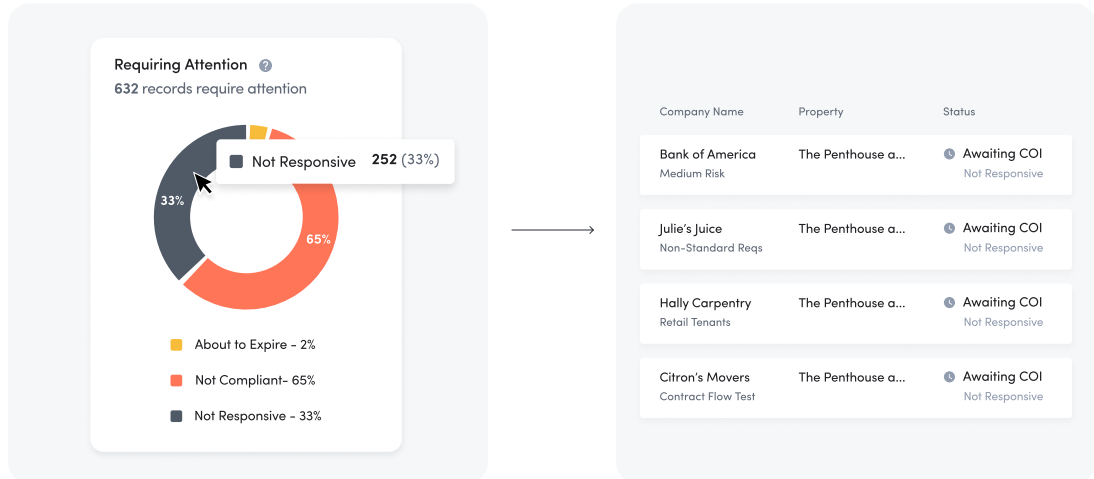 Requiring Attention ?
632 records require attention
Not Responsive 252 (33%)
33%
65%
About to Expire - 2%
Not Compliant- 65%
Not Responsive - 33%
Company Name Property Status
Bank of America The Penthouse a... Awaiting COI
Medium Risk Not Responsive
Julie's Juice The Penthouse a... Awaiting COI
Non-Standard Reqs Not Responsive
Hally Carpentry The Penthouse a... Awaiting COI
Retail Tenants Not Responsive
Citron's Movers The Penthouse a... Awaiting COI
Contract Flow Test Not Responsive